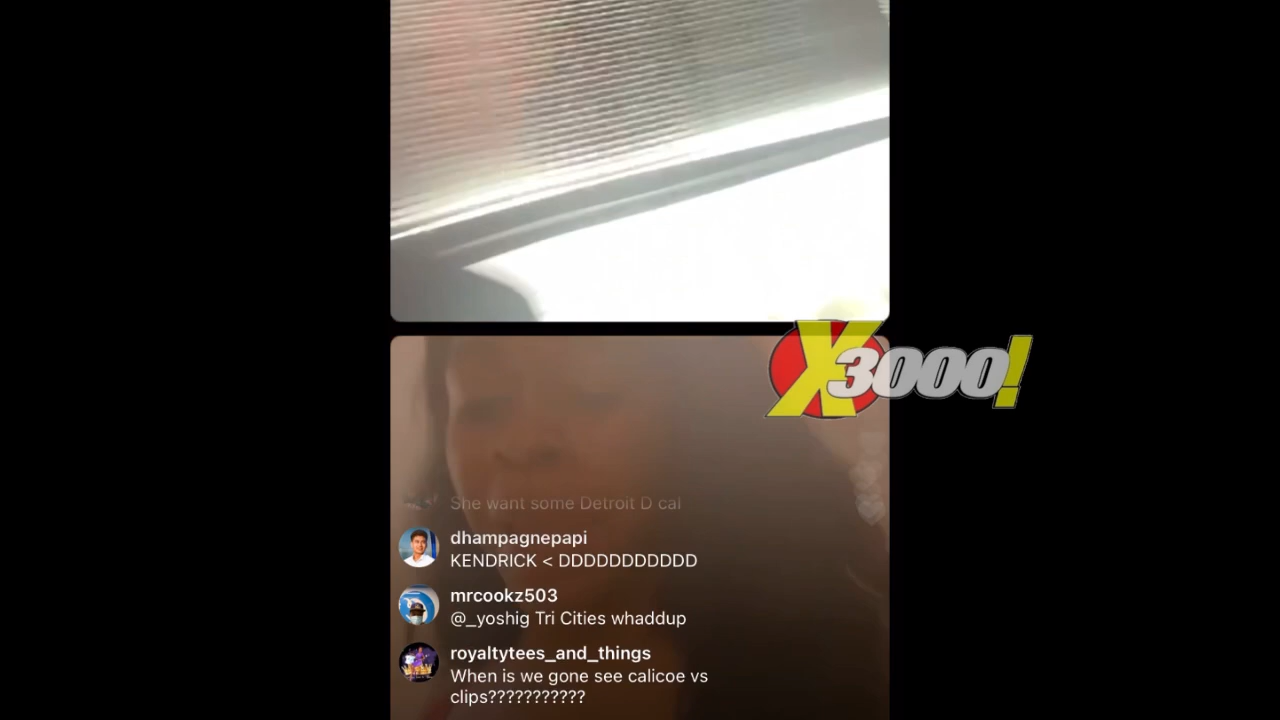 X3000!
She want some Detroit D cal
dhampagnepapi
KENDRICK < DDDDDDDDDDD
mrcookz503
@_yoshig Tri Cities whaddup
royaltytees_and_things
When is we gone see calicoe vs
clips???????????